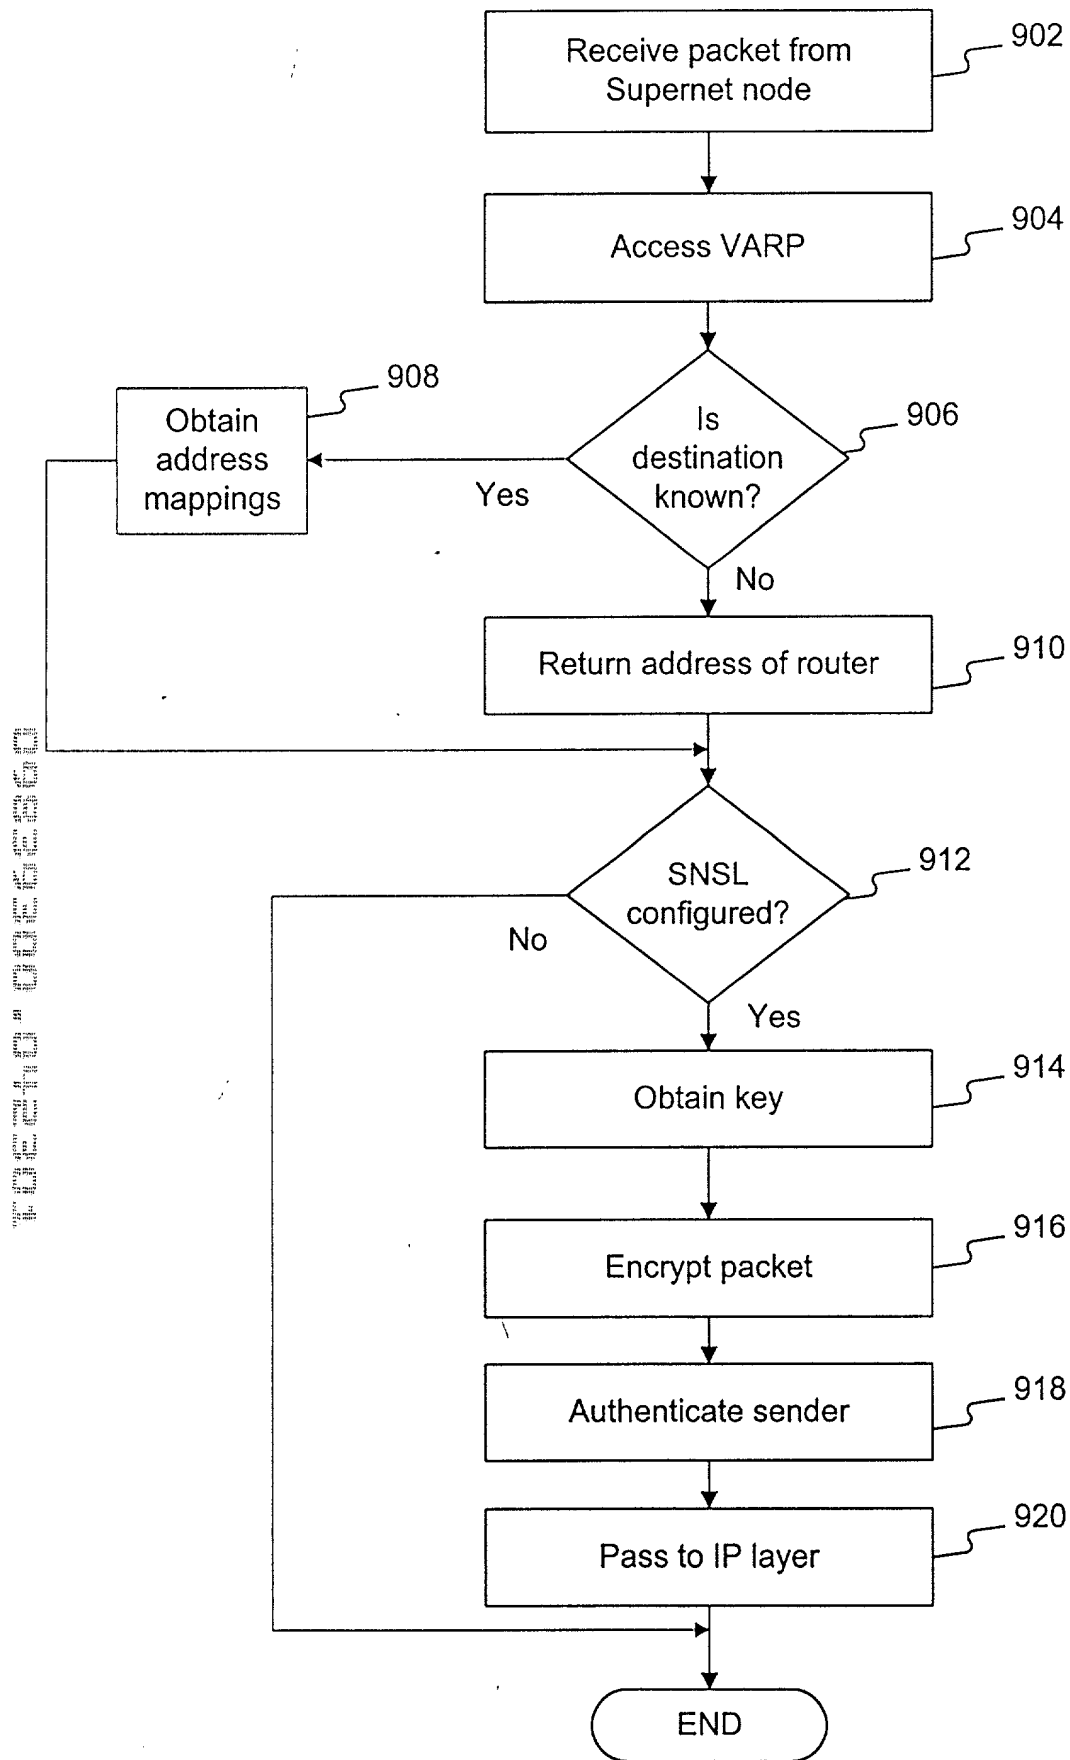 Receive packet from
Supernet node
902
Access VARP
904
Is
destination
known?
906
Yes
Obtain
address
mappings
908
No
Return address of router
910
SNSL
configured?
912
No
Yes
Obtain key
914
Encrypt packet
916
Authenticate sender
918
Pass to IP layer
920
END